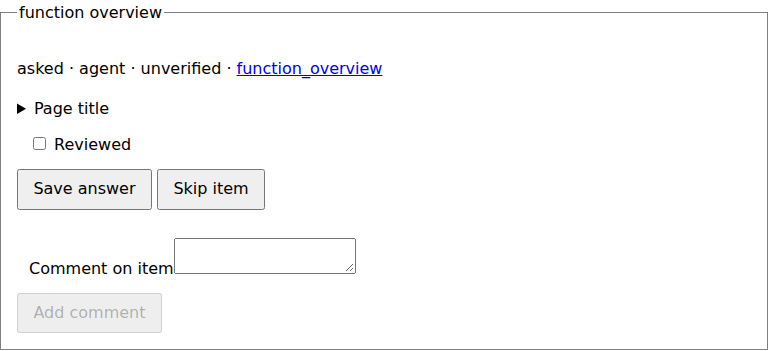 function overview
asked · agent · unverified · function_overview
Page title
Reviewed
Save answer Skip item
Comment on item
Add comment